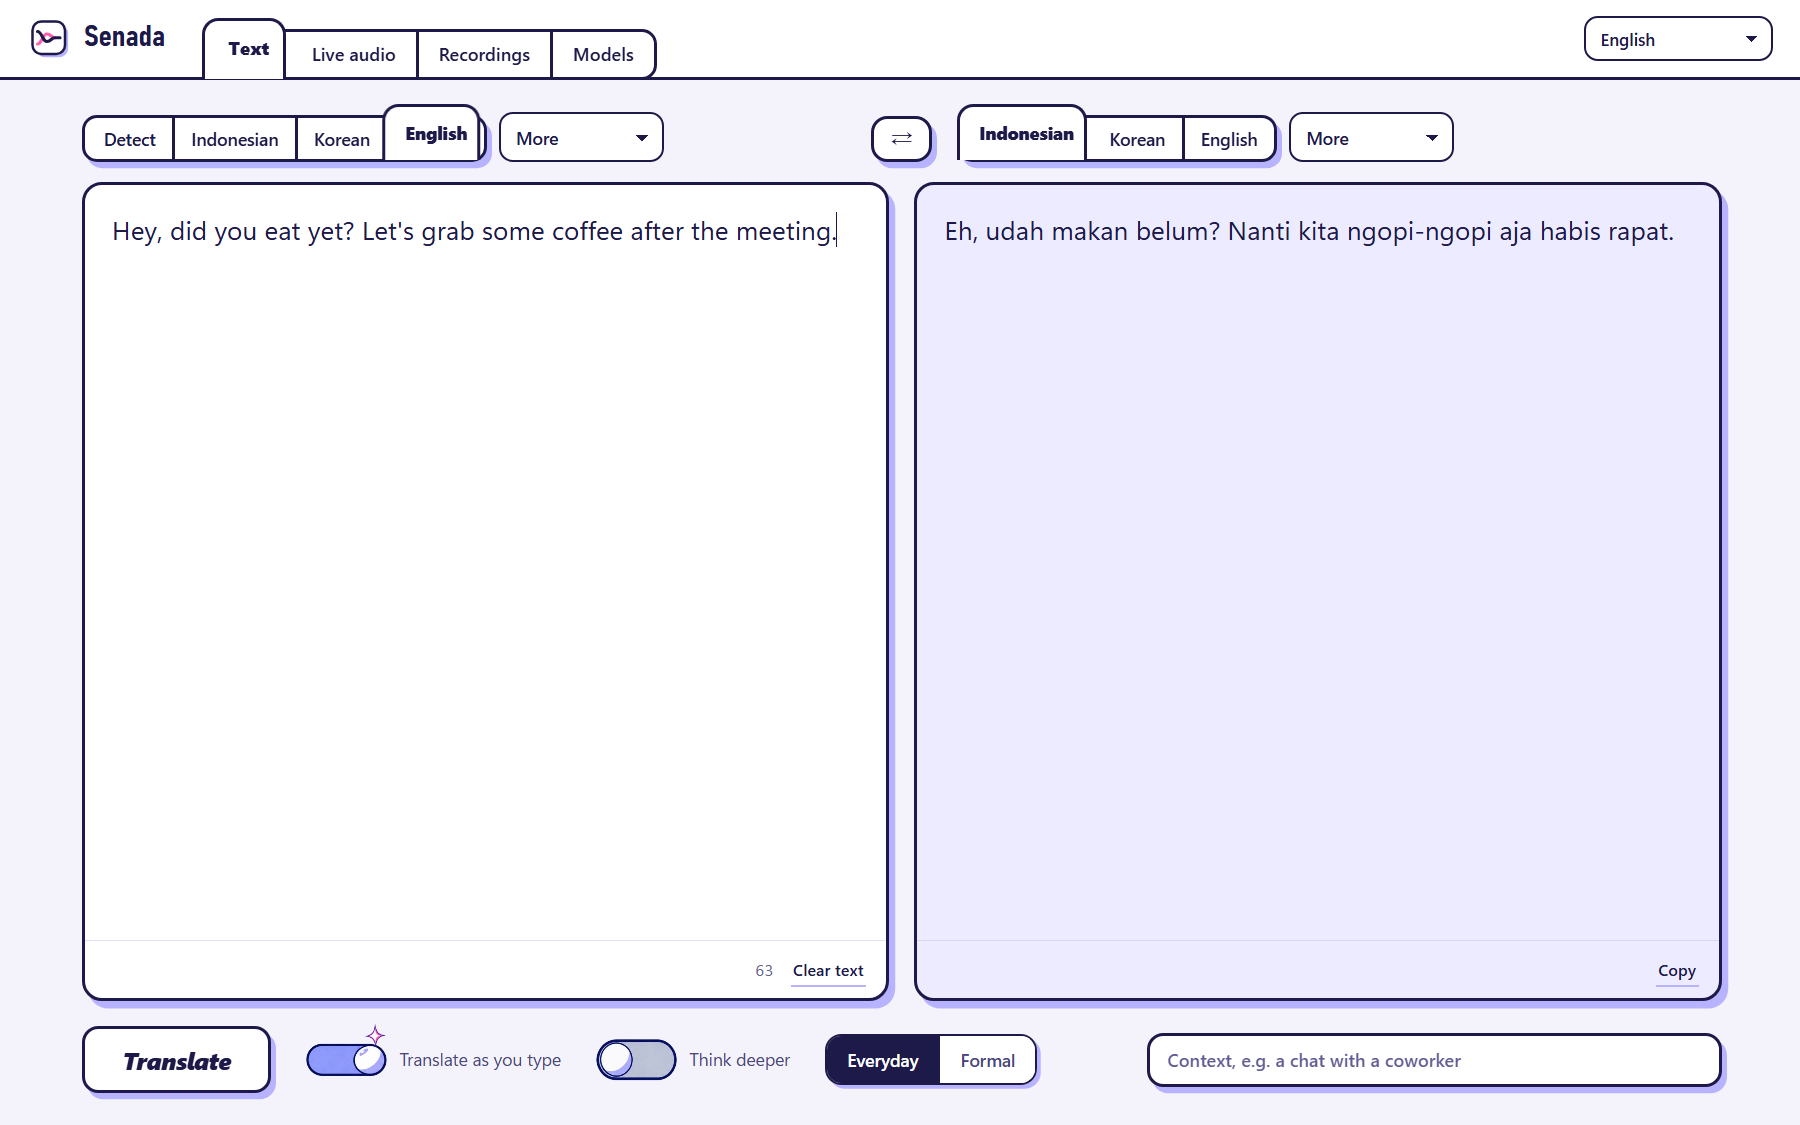 Senada
Text
Live audio
Recordings
Models
English
Detect
Indonesian
Korean
English
More
Indonesian
Korean
English
More
Hey, did you eat yet? Let's grab some coffee after the meeting.
Eh, udah makan belum? Nanti kita ngopi-ngopi aja habis rapat.
63
Clear text
Copy
Translate
Translate as you type
Think deeper
Everyday
Formal
Context, e.g. a chat with a coworker